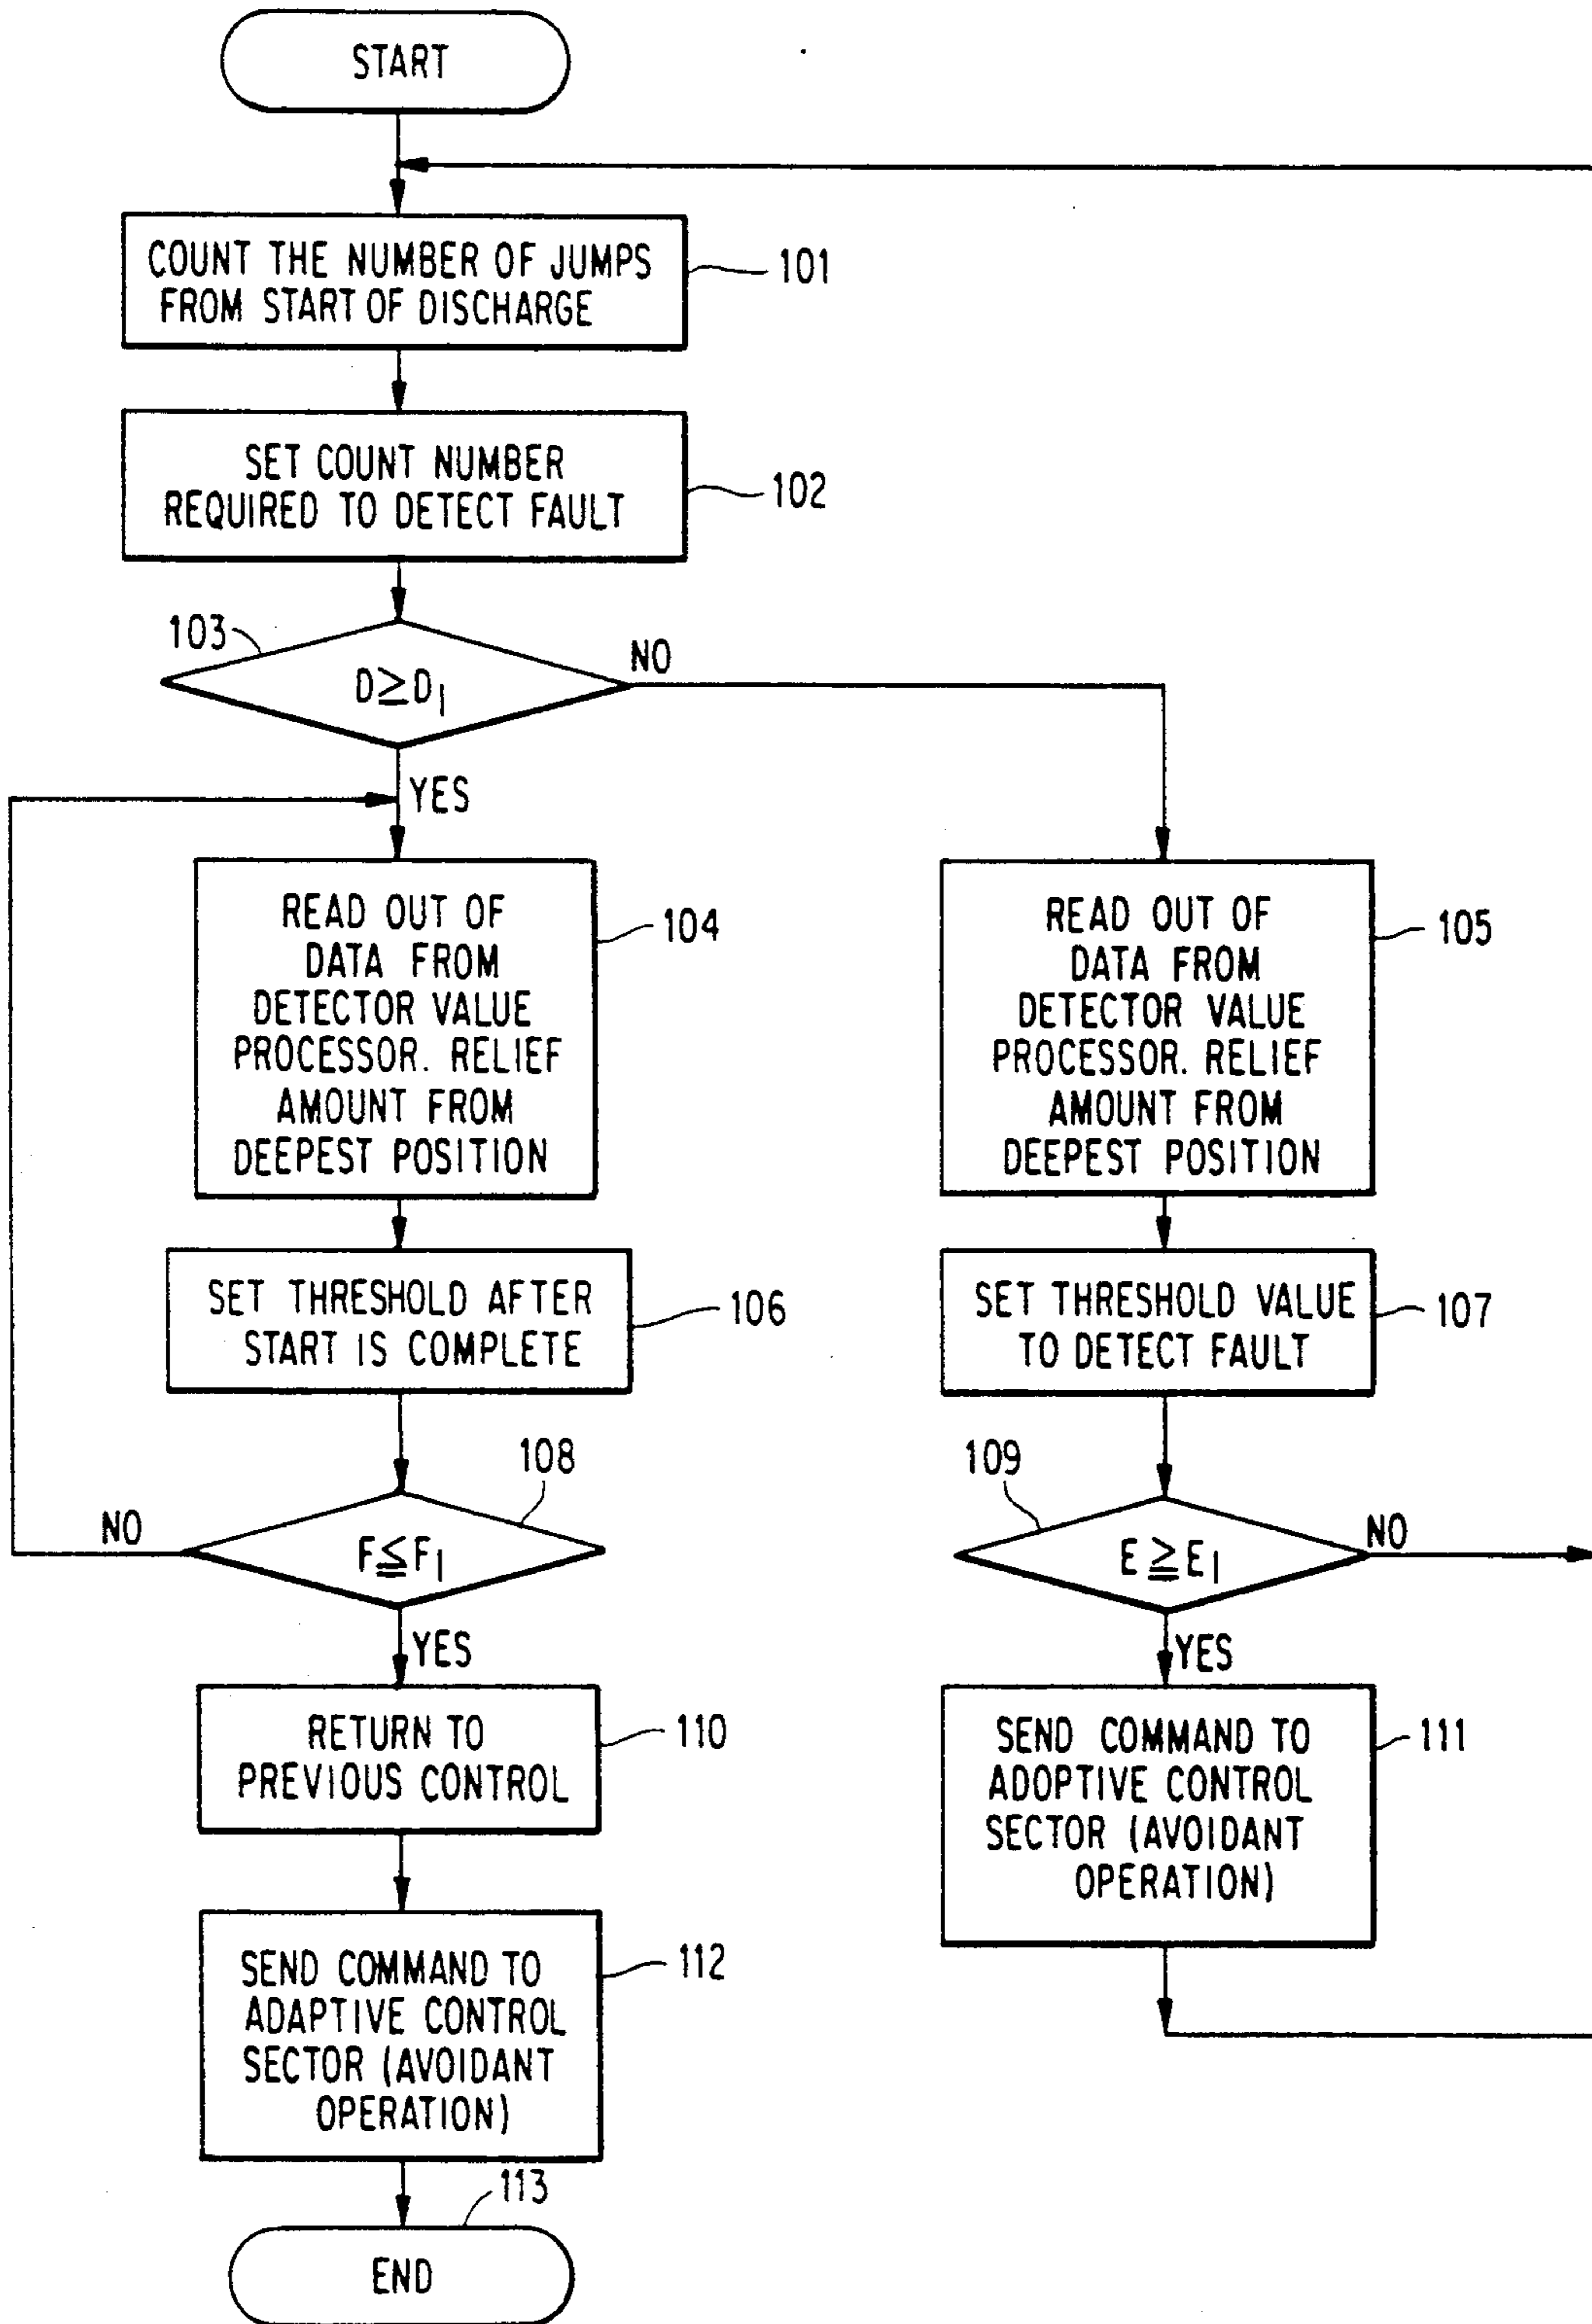 START
COUNT THE NUMBER OF JUMPS
FROM START OF DISCHARGE
101
SET COUNT NUMBER
REQUIRED TO DETECT FAULT
102
103
D≧D₁
NO
YES
READ OUT OF
DATA FROM
DETECTOR VALUE
PROCESSOR. RELIEF
AMOUNT FROM
DEEPEST POSITION
104
READ OUT OF
DATA FROM
DETECTOR VALUE
PROCESSOR. RELIEF
AMOUNT FROM
DEEPEST POSITION
105
SET THRESHOLD AFTER
START IS COMPLETE
106
SET THRESHOLD VALUE
TO DETECT FAULT
107
108
F≦F₁
NO
YES
109
E≧E₁
NO
YES
RETURN TO
PREVIOUS CONTROL
110
SEND COMMAND TO
ADOPTIVE CONTROL
SECTOR (AVOIDANT
OPERATION)
111
SEND COMMAND TO
ADAPTIVE CONTROL
SECTOR (AVOIDANT
OPERATION)
112
113
END